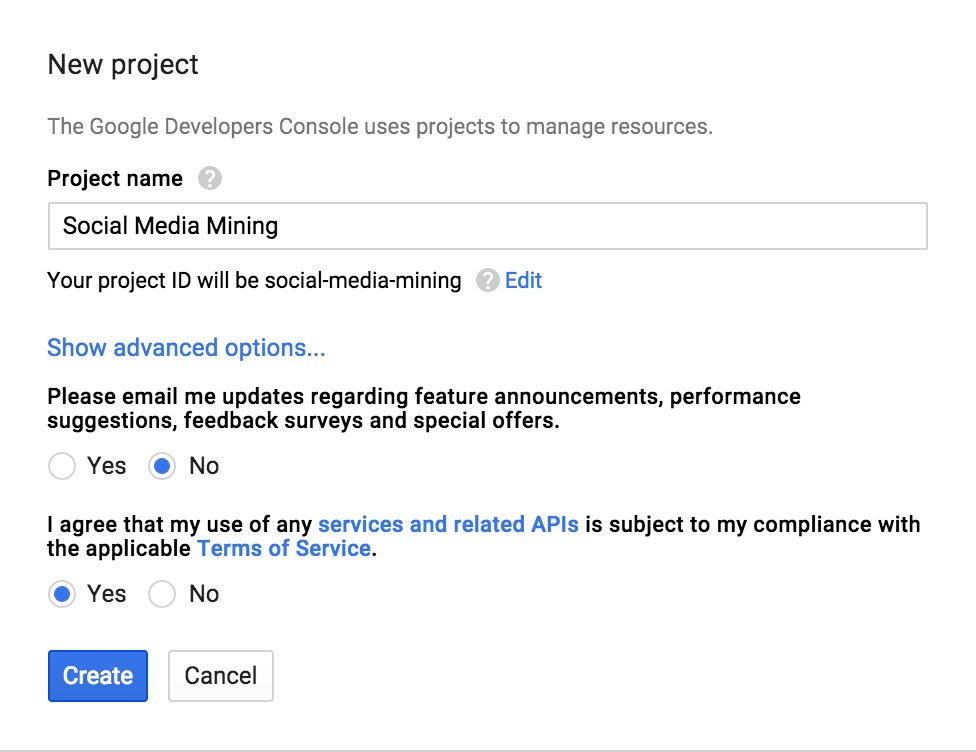 New project
The Google Developers Console uses projects to manage resources.
Project name ?
Social Media Mining
Your project ID will be social-media-mining ? Edit
Show advanced options...
Please email me updates regarding feature announcements, performance
suggestions, feedback surveys and special offers.
Yes No
I agree that my use of any services and related APIs is subject to my compliance with
the applicable Terms of Service.
Yes No
Create Cancel